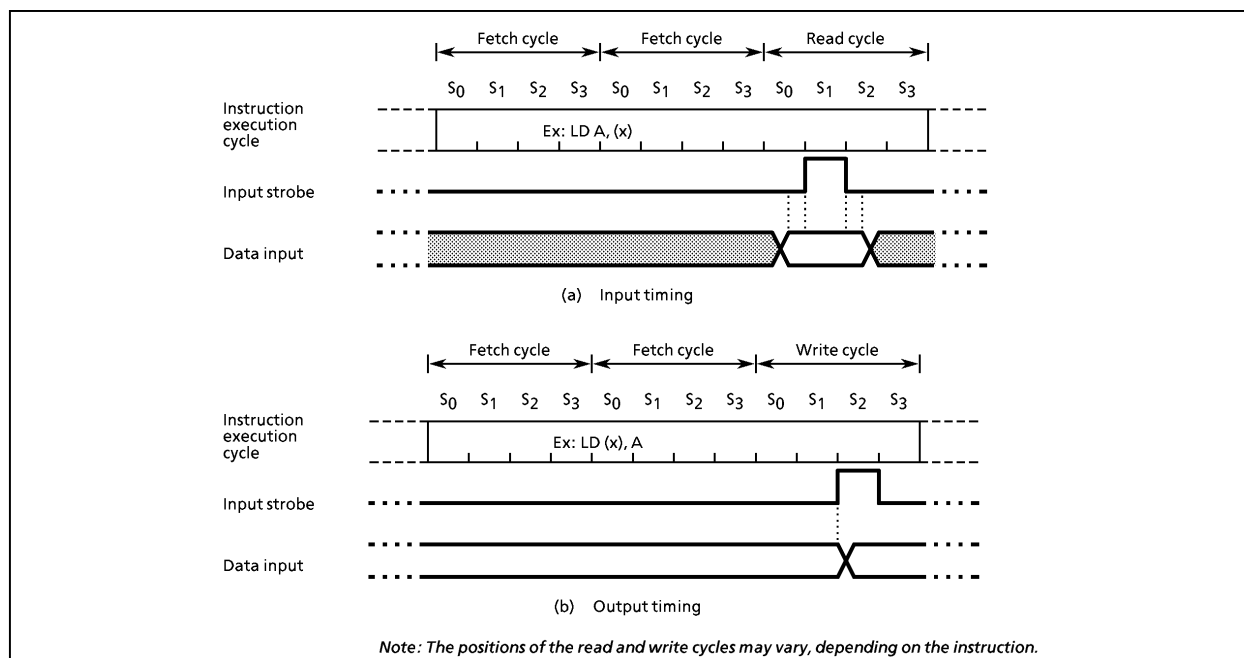 Fetch cycle Fetch cycle Read cycle
S0 S1 S2 S3 S0 S1 S2 S3 S0 S1 S2 S3
Instruction
execution
cycle
Ex: LD A, (x)
Input strobe
Data input
(a) Input timing
Fetch cycle Fetch cycle Write cycle
S0 S1 S2 S3 S0 S1 S2 S3 S0 S1 S2 S3
Instruction
execution
cycle
Ex: LD (x), A
Input strobe
Data input
(b) Output timing
Note: The positions of the read and write cycles may vary, depending on the instruction.